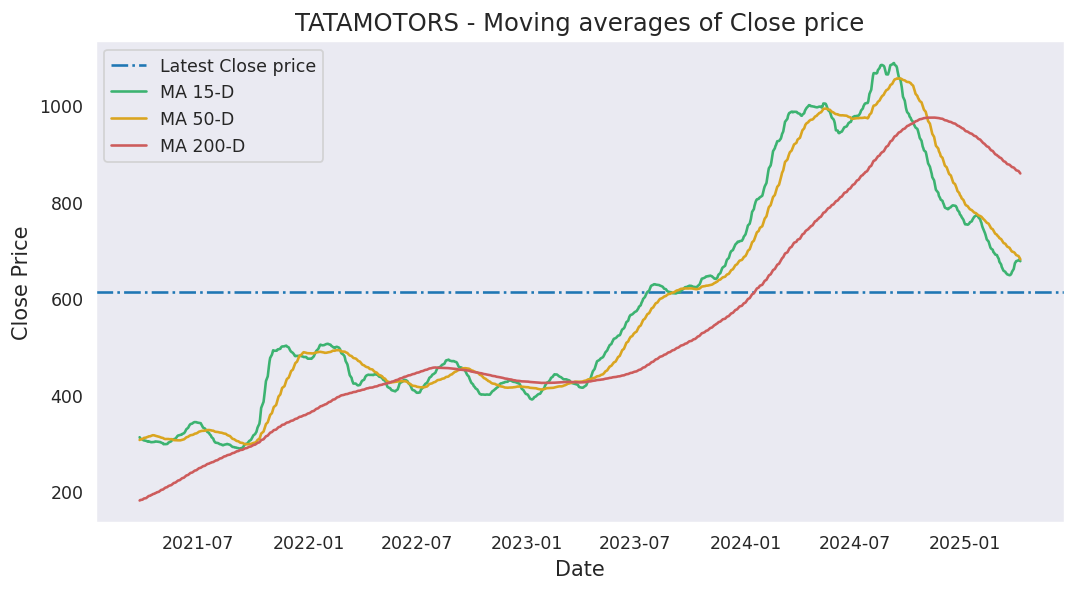 TATAMOTORS - Moving averages of Close price
Latest Close price
MA 15-D
MA 50-D
MA 200-D
Close Price
1000
800
600
400
200
2021-07 2022-01 2022-07 2023-01 2023-07 2024-01 2024-07 2025-01
Date